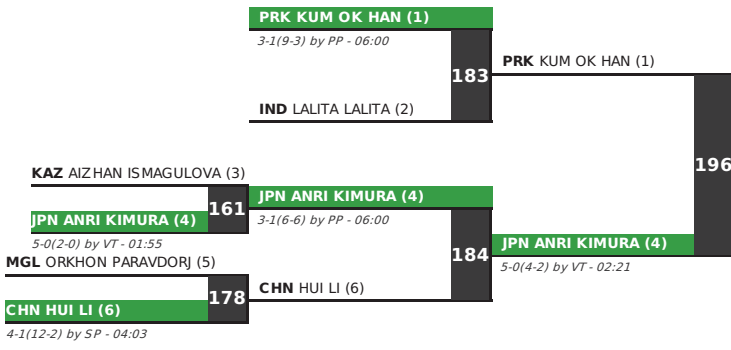 PRK KUM OK HAN (1)
3-1(9-3) by PP - 06:00
183
IND LALITA LALITA (2)
PRK KUM OK HAN (1)
196
KAZ AIZHAN ISMAGULOVA (3)
161
JPN ANRI KIMURA (4)
5-0(2-0) by VT - 01:55
MGL ORKHON PARAVDORJ (5)
178
CHN HUI LI (6)
4-1(12-2) by SP - 04:03
JPN ANRI KIMURA (4)
3-1(6-6) by PP - 06:00
184
CHN HUI LI (6)
JPN ANRI KIMURA (4)
5-0(4-2) by VT - 02:21